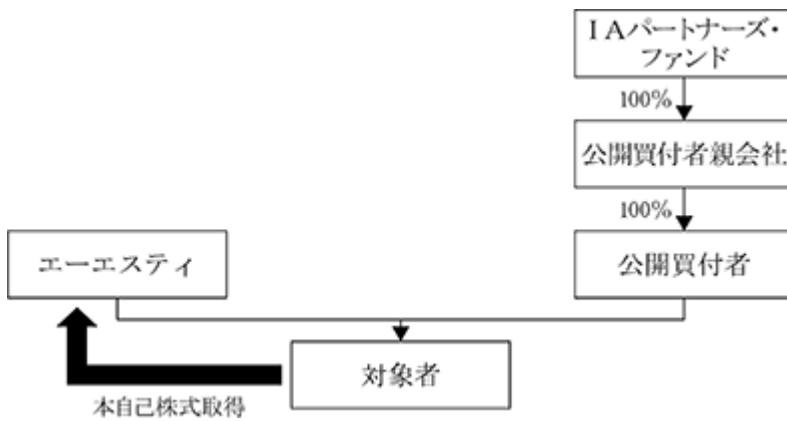 ＩＡパートナーズ・
ファンド
100%
公開買付者親会社
100%
エーエスティ
公開買付者
対象者
本自己株式取得